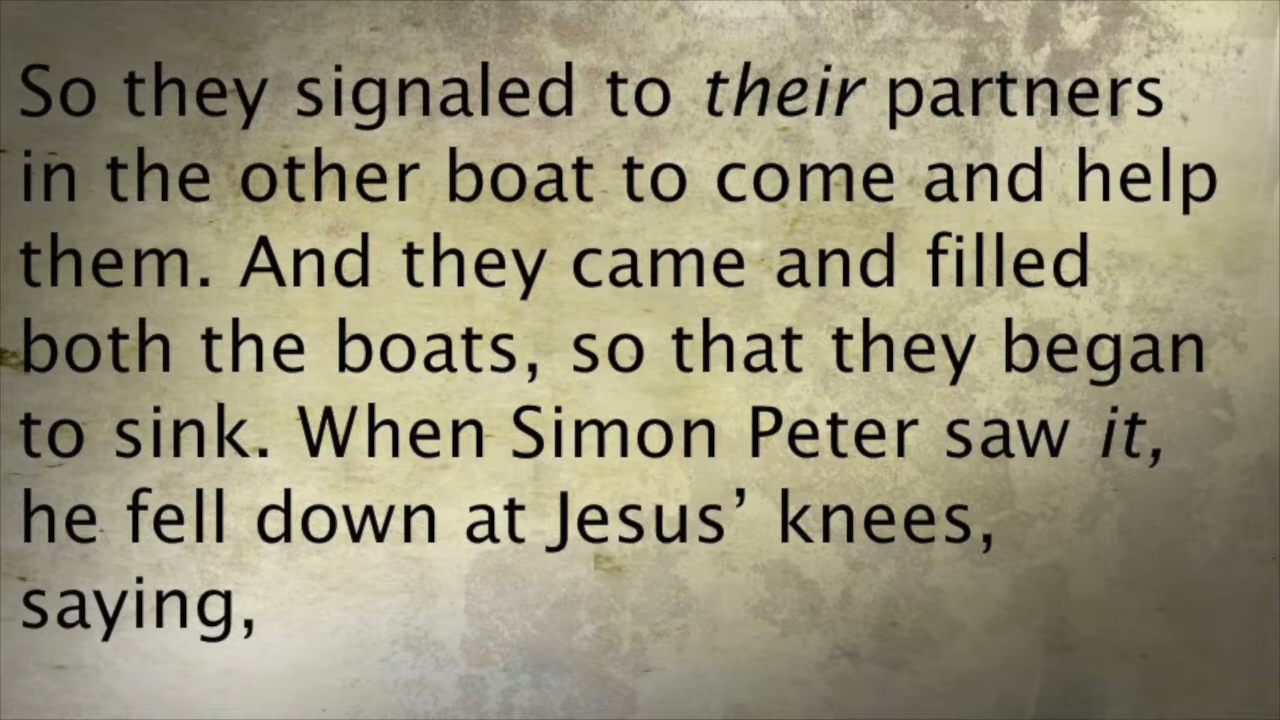 So they signaled to their partners
in the other boat to come and help
them. And they came and filled
both the boats, so that they began
to sink. When Simon Peter saw it,
he fell down at Jesus’ knees,
saying,